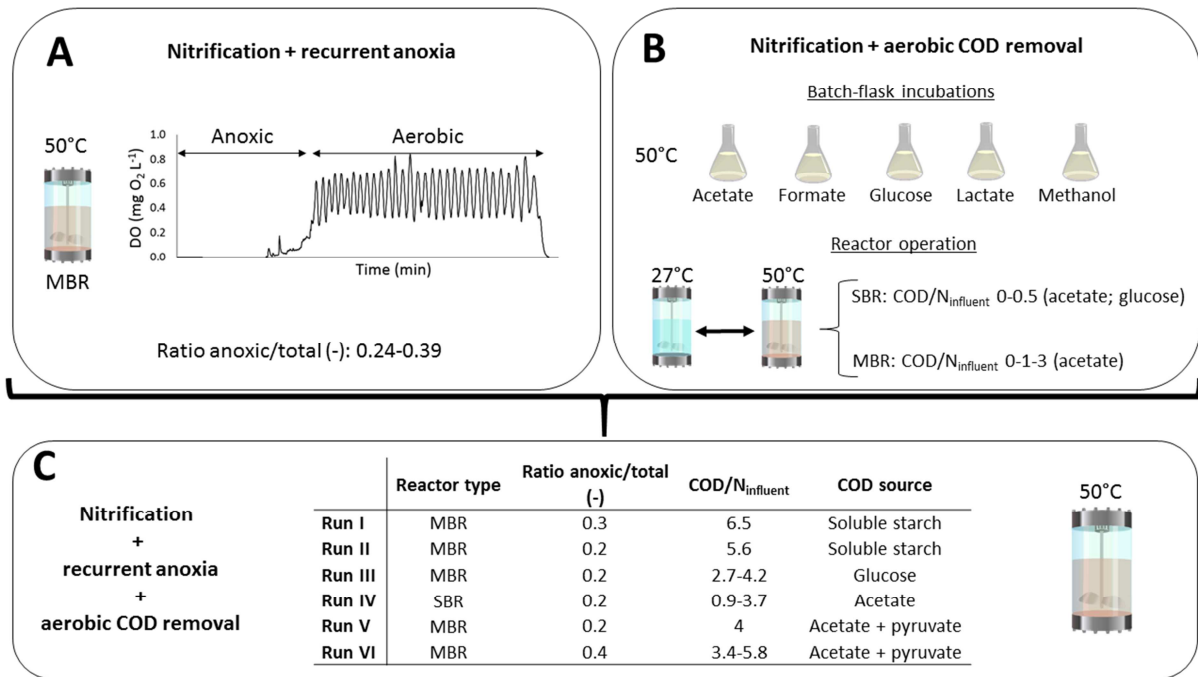 A
Nitrification + recurrent anoxia
50°C
MBR
Anoxic
Aerobic
DO (mg O₂ L⁻¹)
1.0
0.8
0.6
0.4
0.2
0.0
Time (min)
Ratio anoxic/total (-): 0.24-0.39
B
Nitrification + aerobic COD removal
Batch-flask incubations
50°C
Acetate Formate Glucose Lactate Methanol
Reactor operation
27°C 50°C
SBR: COD/Ninfluent 0-0.5 (acetate; glucose)
MBR: COD/Ninfluent 0-1-3 (acetate)
C
Nitrification
+
recurrent anoxia
+
aerobic COD removal
Reactor type Ratio anoxic/total (-) COD/Ninfluent COD source
Run I MBR 0.3 6.5 Soluble starch
Run II MBR 0.2 5.6 Soluble starch
Run III MBR 0.2 2.7-4.2 Glucose
Run IV SBR 0.2 0.9-3.7 Acetate
Run V MBR 0.2 4 Acetate + pyruvate
Run VI MBR 0.4 3.4-5.8 Acetate + pyruvate
50°C